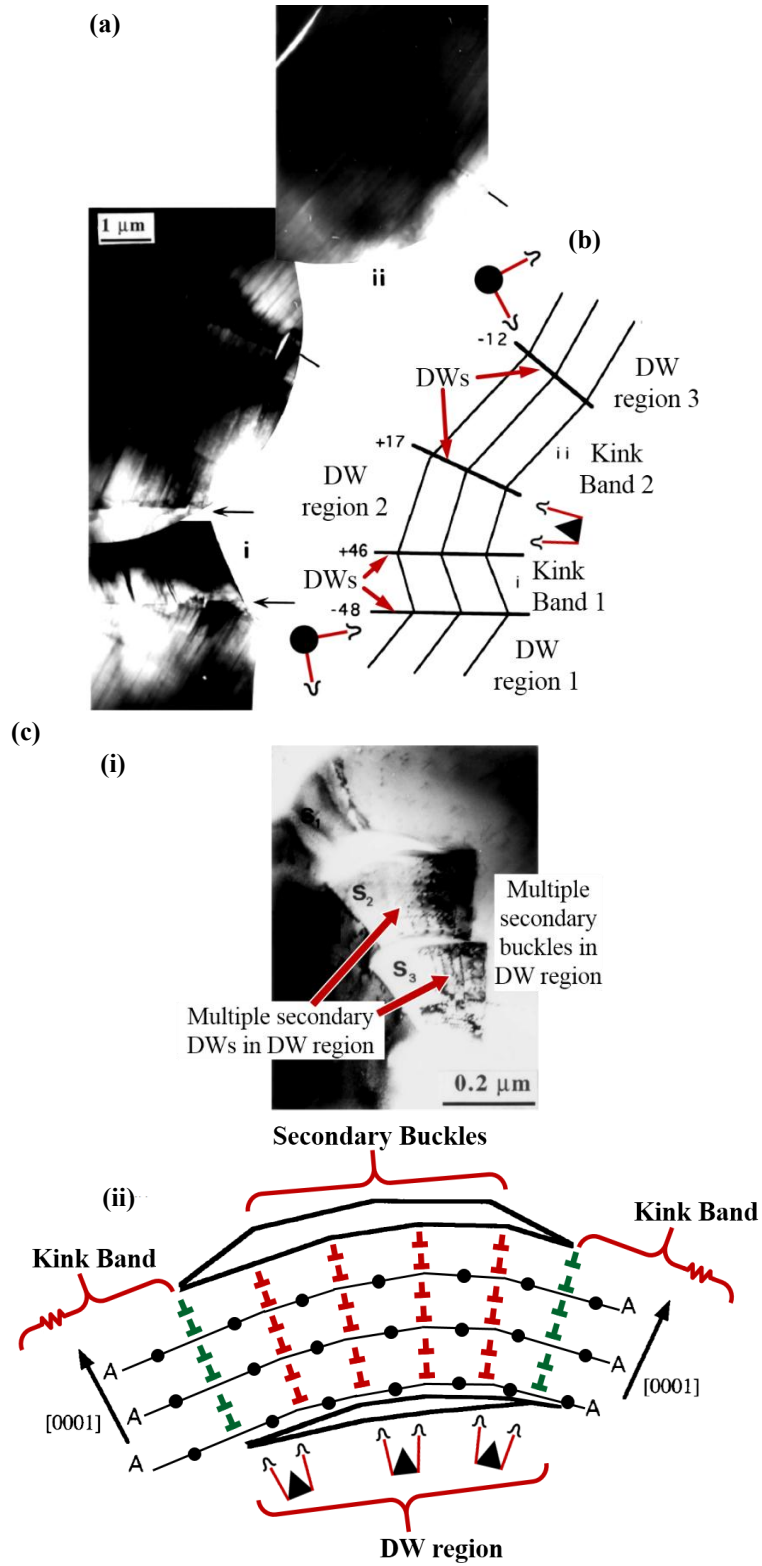 (a)
1 µm
ii
(b)
-12
DWs
DW
region 3
+17
ii
Kink
Band 2
DW
region 2
i
+46
DWs
i
Kink
Band 1
-48
DW
region 1
(c)
(i)
S1
S2
Multiple
secondary
buckles in
DW region
S3
Multiple secondary
DWs in DW region
0.2 µm
Secondary Buckles
(ii)
Kink Band
Kink Band
A
A
A
[0001]
A
A
[0001]
A
DW region